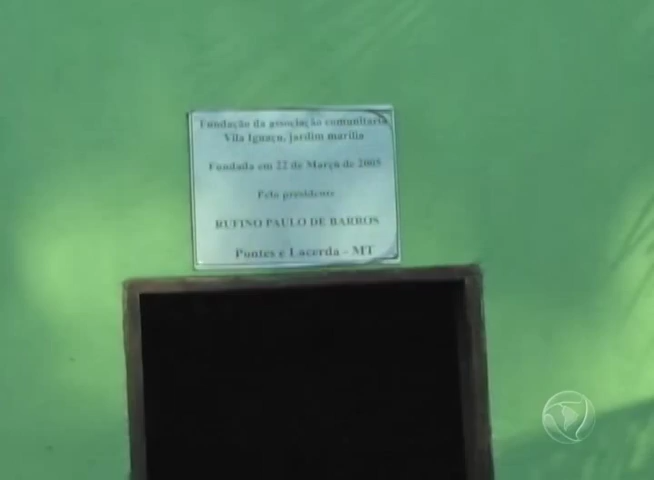 Fundação da associação comunitaria
Vila Iguaçu, jardim marilia
Fundada em 22 de Março de 2005
Pelo presidente
RUFINO PAULO DE BARROS
Pontes e Lacerda - MT